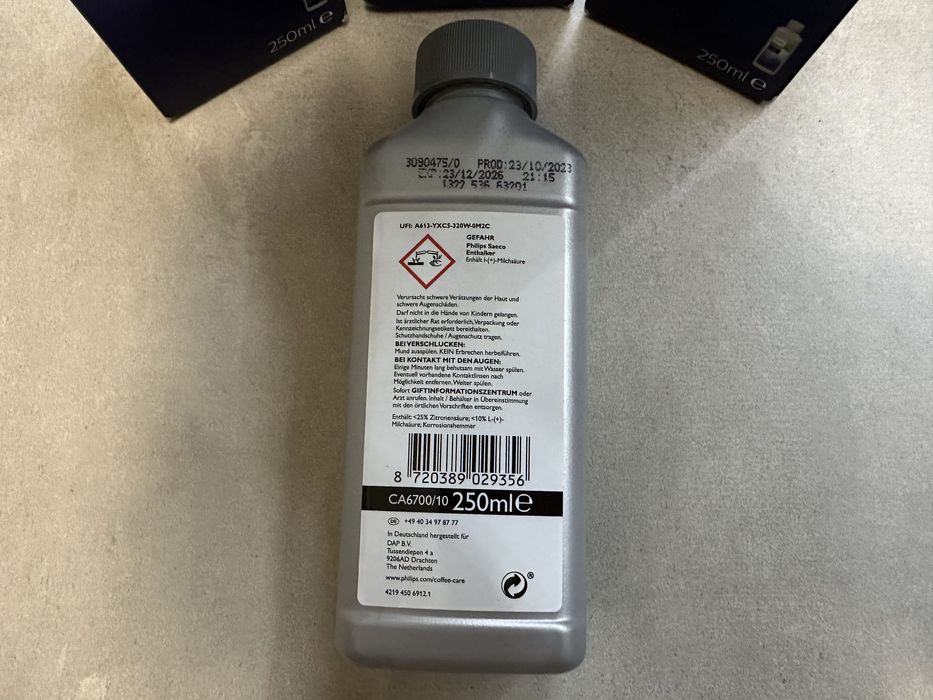 250ml e
250ml e
3090475/0 PROD:23/10/2023
EXP:23/12/2026 21:15
1322 536 63201
UFI: A613-YXC5-320W-0M2C
GEFAHR
Philips Saeco
Entkalker
Enthält l-(+)-Milchsäure
Verursacht schwere Verätzungen der Haut und
schwere Augenschäden.
Darf nicht in die Hände von Kindern gelangen.
Ist ärztlicher Rat erforderlich, Verpackung oder
Kennzeichnungsetikett bereithalten.
Schutzhandschuhe / Augenschutz tragen.
BEI VERSCHLUCKEN:
Mund ausspülen. KEIN Erbrechen herbeiführen.
BEI KONTAKT MIT DEN AUGEN:
Einige Minuten lang behutsam mit Wasser spülen.
Eventuell vorhandene Kontaktlinsen nach
Möglichkeit entfernen. Weiter spülen.
Sofort GIFTINFORMATIONSZENTRUM oder
Arzt anrufen. Inhalt / Behälter in Übereinstimmung
mit den örtlichen Vorschriften entsorgen.
Enthält: <25% Zitronensäure; <10% L-(+)-
Milchsäure; Korrosionshemmer
8 720389 029356
CA6700/10 250ml e
DE +49 40 34 97 87 77
In Deutschland hergestellt für
DAP B.V.
Tussendiepen 4 a
9206AD Drachten
The Netherlands
www.philips.com/coffee-care
4219 450 6912.1